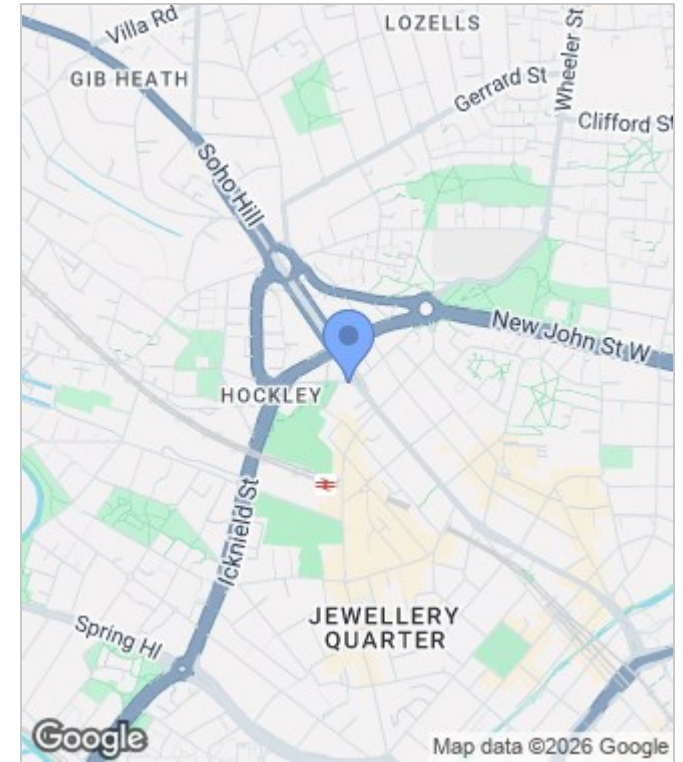 Villa Rd
LOZELLS
Wheeler St
GIB HEATH
Gerrard St
Clifford St
Soho Hill
New John St W
HOCKLEY
Icknield St
JEWELLERY
QUARTER
Spring Hl
Google
Map data ©2026 Google